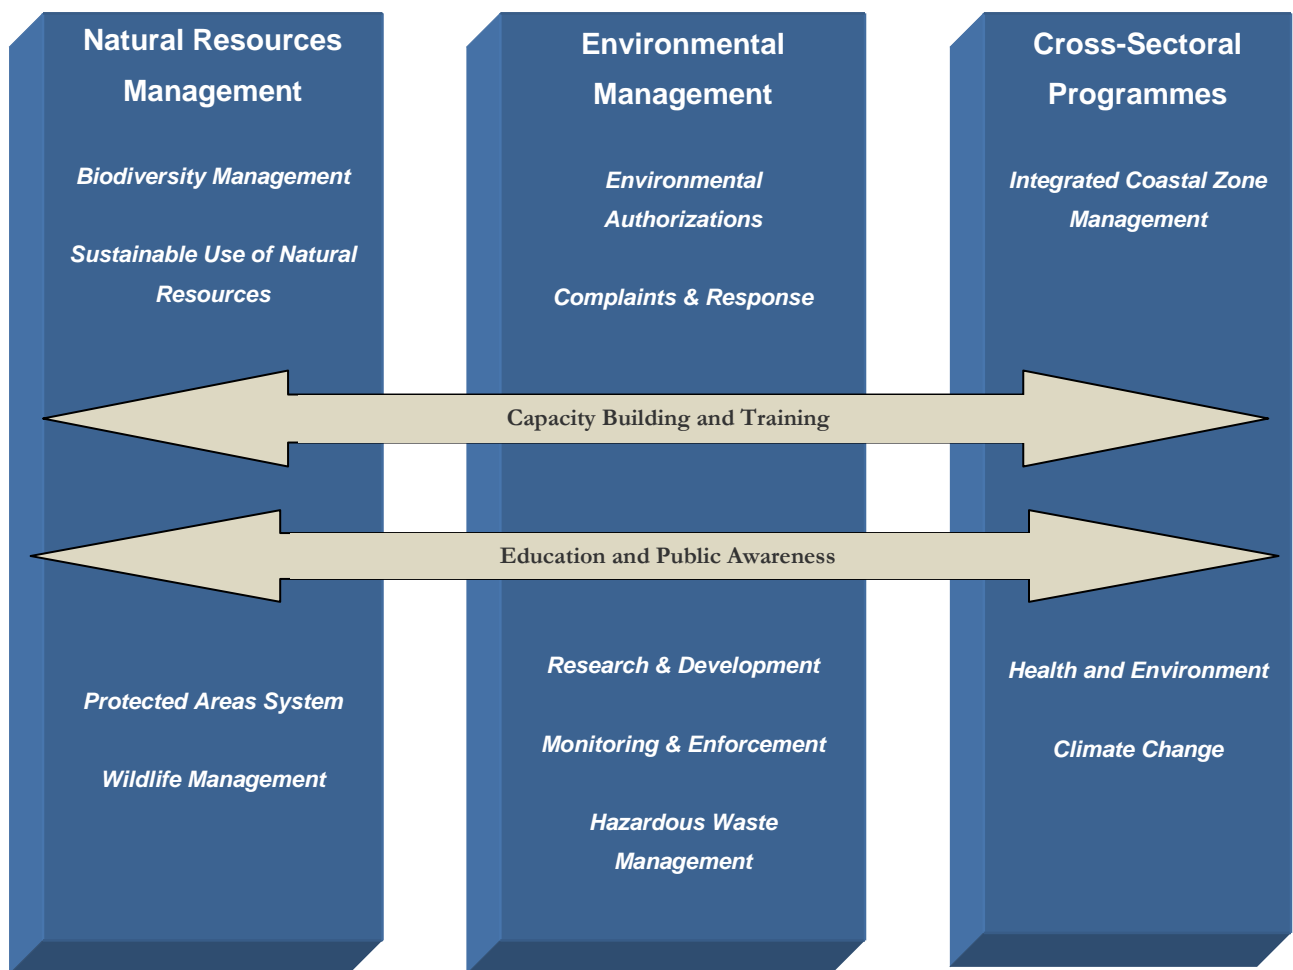 Natural Resources
Management
Biodiversity Management
Sustainable Use of Natural
Resources
Environmental
Management
Environmental
Authorizations
Complaints & Response
Cross-Sectoral
Programmes
Integrated Coastal Zone
Management
Capacity Building and Training
Education and Public Awareness
Protected Areas System
Wildlife Management
Research & Development
Monitoring & Enforcement
Hazardous Waste
Management
Health and Environment
Climate Change